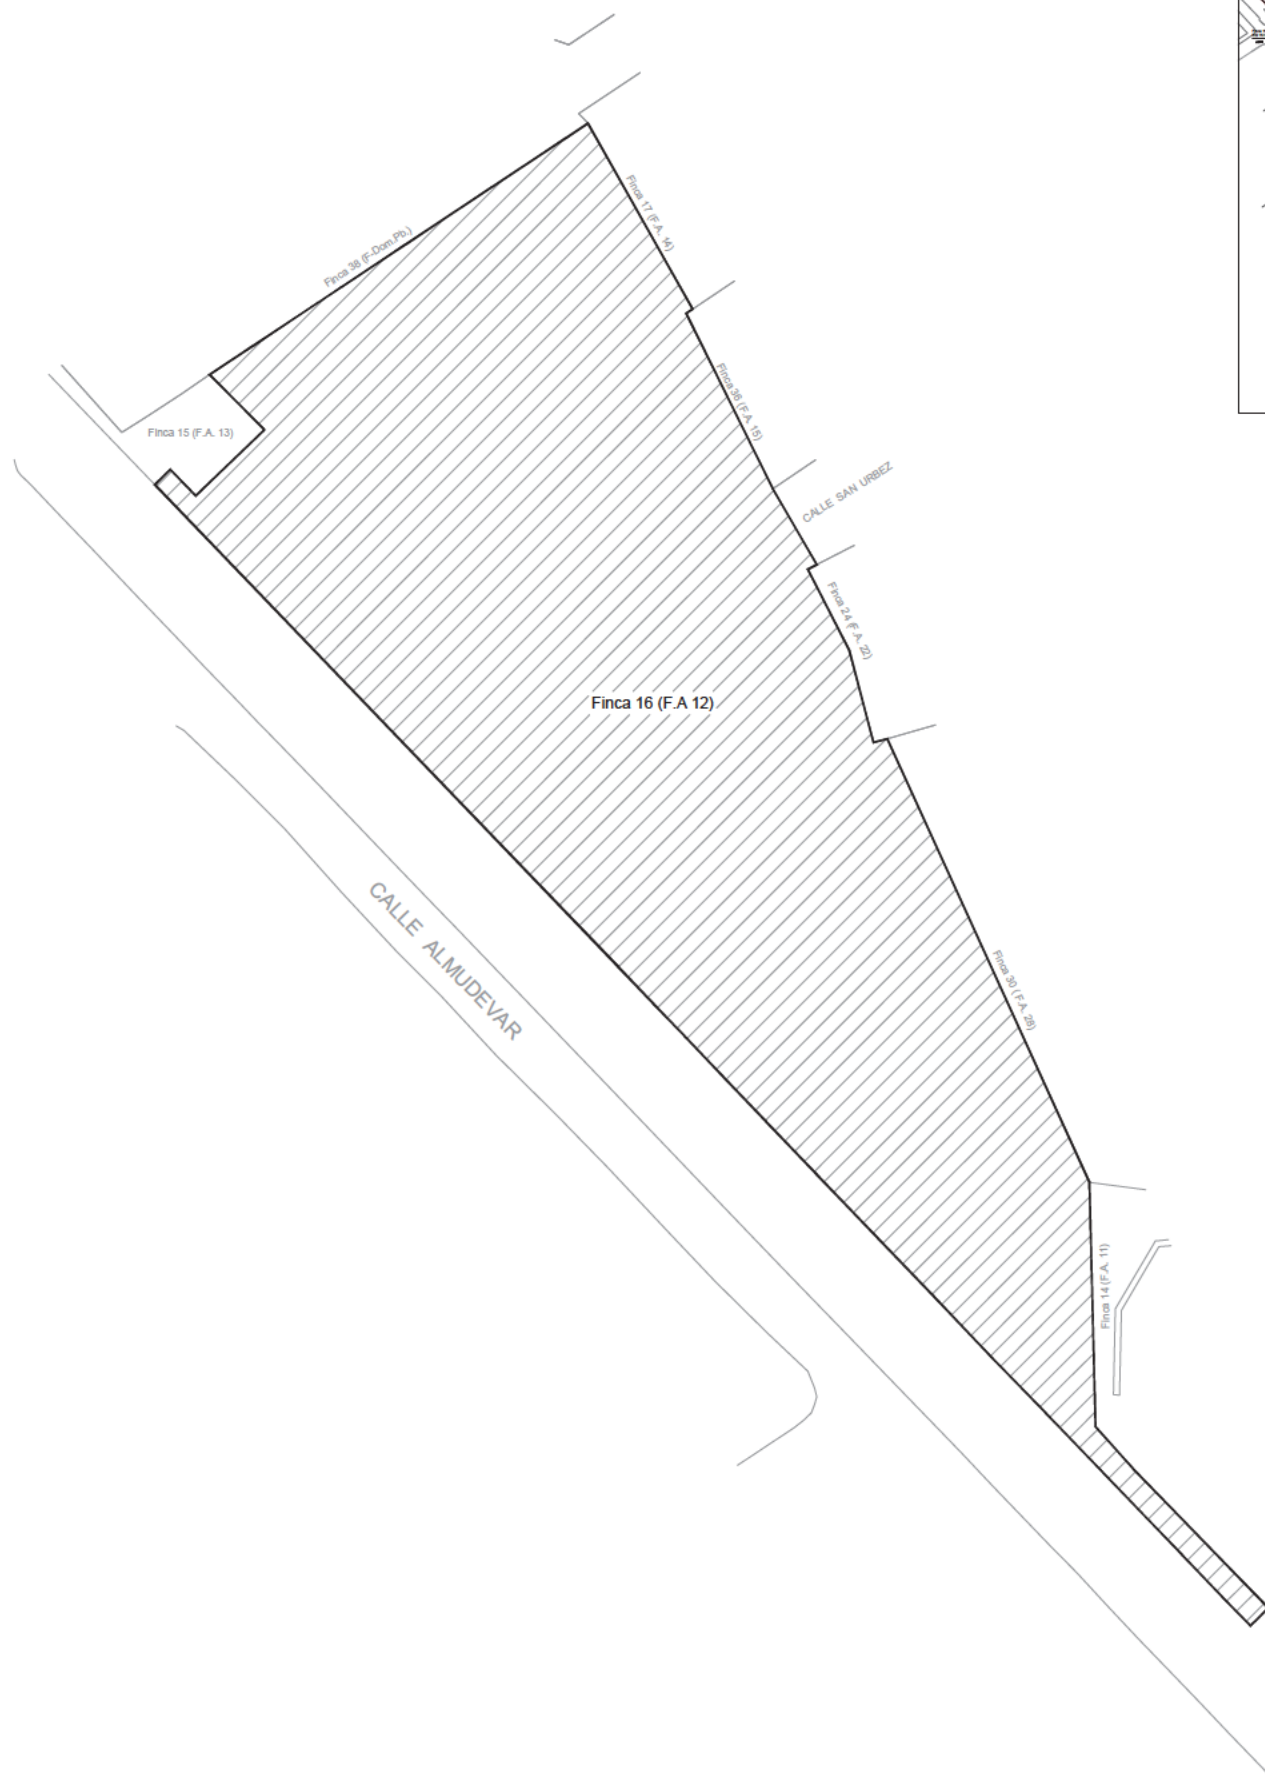 Finca 17 (F.A. 14)
Finca 38 (F-Dom.Pb.)
Finca 36 (F.A. 15)
Finca 15 (F.A. 13)
CALLE SAN URBEZ
Finca 24 (F.A. 22)
Finca 16 (F.A 12)
CALLE ALMUDEVAR
Finca 30 (F.A. 28)
Finca 14 (F.A. 11)